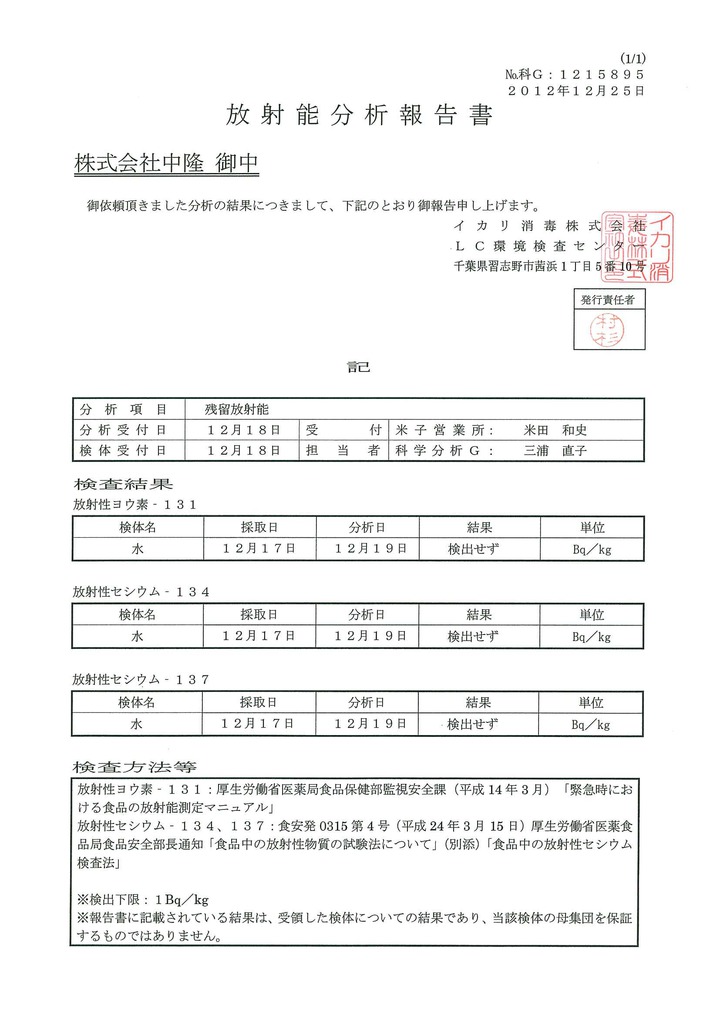 (1/1)
№科G：１２１５８９５
２０１２年１２月２５日
放射能分析報告書
株式会社中隆 御中
御依頼頂きました分析の結果につきまして、下記のとおり御報告申し上げます。
イカリ消毒株式会社
ＬＣ環境検査センター
千葉県習志野市茜浜１丁目５番10号
発行責任者
村杉
記
分析項目 残留放射能
分析受付日 １２月１８日 受付 米子営業所： 米田 和史
検体受付日 １２月１８日 担当者 科学分析Ｇ： 三浦 直子
検査結果
放射性ヨウ素‐１３１
検体名 採取日 分析日 結果 単位
水 １２月１７日 １２月１９日 検出せず Bq／kg
放射性セシウム‐１３４
検体名 採取日 分析日 結果 単位
水 １２月１７日 １２月１９日 検出せず Bq／kg
放射性セシウム‐１３７
検体名 採取日 分析日 結果 単位
水 １２月１７日 １２月１９日 検出せず Bq／kg
検査方法等
放射性ヨウ素‐１３１：厚生労働省医薬局食品保健部監視安全課（平成14年３月）「緊急時にお
ける食品の放射能測定マニュアル」
放射性セシウム‐１３４、１３７：食安発0315第４号（平成24年３月15日）厚生労働省医薬食
品局食品安全部長通知「食品中の放射性物質の試験法について」（別添）「食品中の放射性セシウム
検査法」
※検出下限：１Bq／kg
※報告書に記載されている結果は、受領した検体についての結果であり、当該検体の母集団を保証
するものではありません。